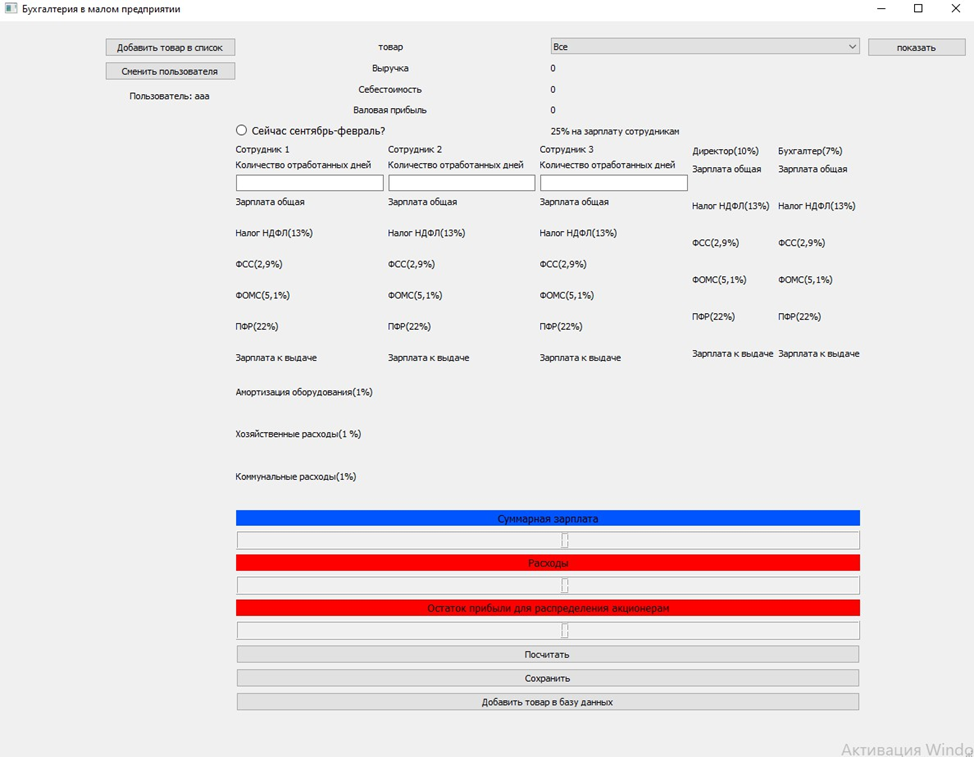 Бухгалтерия в малом предприятии
Добавить товар в список
товар
Все
показать
Сменить пользователя
Выручка
0
Себестоимость
0
Пользователь: aaa
Валовая прибыль
0
Сейчас сентябрь-февраль?
25% на зарплату сотрудникам
Сотрудник 1
Сотрудник 2
Сотрудник 3
Директор(10%)
Бухгалтер(7%)
Количество отработанных дней
Количество отработанных дней
Количество отработанных дней
Зарплата общая
Зарплата общая
Зарплата общая
Зарплата общая
Зарплата общая
Налог НДФЛ(13%)
Налог НДФЛ(13%)
Налог НДФЛ(13%)
Налог НДФЛ(13%)
Налог НДФЛ(13%)
ФСС(2,9%)
ФСС(2,9%)
ФСС(2,9%)
ФСС(2,9%)
ФСС(2,9%)
ФОМС(5,1%)
ФОМС(5,1%)
ФОМС(5,1%)
ФОМС(5,1%)
ФОМС(5,1%)
ПФР(22%)
ПФР(22%)
ПФР(22%)
ПФР(22%)
ПФР(22%)
Зарплата к выдаче
Зарплата к выдаче
Зарплата к выдаче
Зарплата к выдаче
Зарплата к выдаче
Амортизация оборудования(1%)
Хозяйственные расходы(1 %)
Коммунальные расходы(1%)
Суммарная зарплата
Расходы
Остаток прибыли для распределения акционерам
Посчитать
Сохранить
Добавить товар в базу данных
Активация Windo